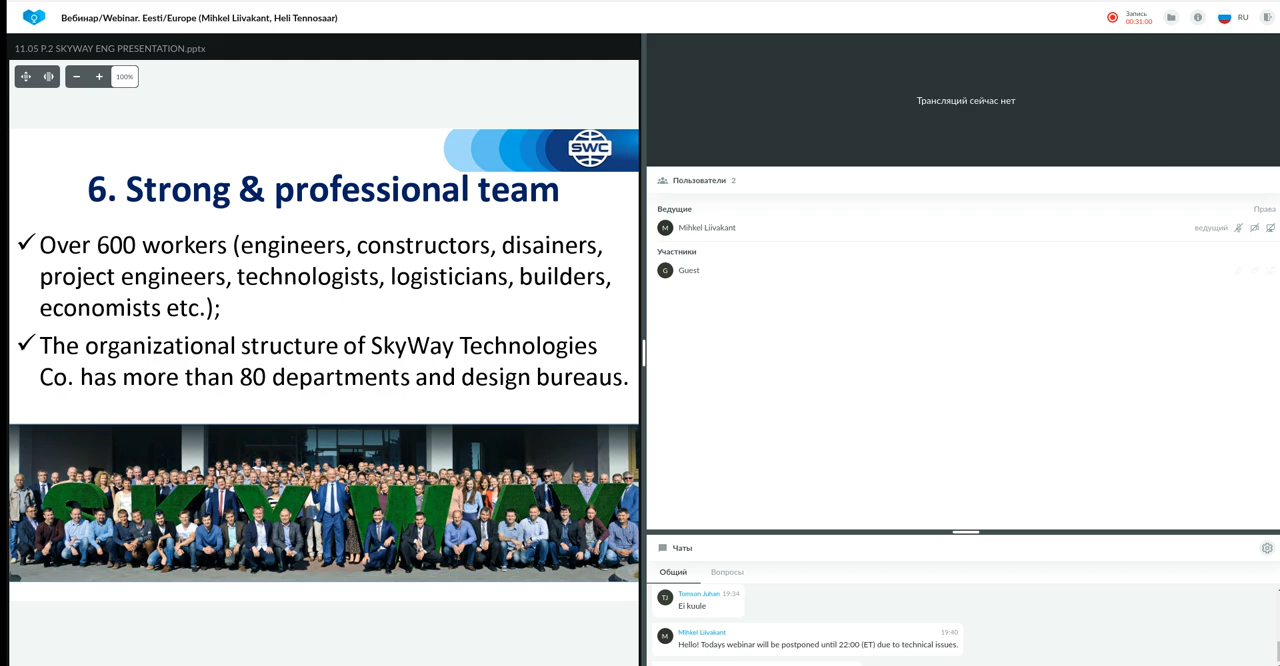 Вебинар/Webinar. Eesti/Europe (Mihkel Liivakant, Heli Tennosaar)
Запись
00:31:00
RU
11.05 P.2 SKYWAY ENG PRESENTATION.pptx
100%
SWC
6. Strong & professional team
✓ Over 600 workers (engineers, constructors, disainers,
project engineers, technologists, logisticians, builders,
economists etc.);
✓ The organizational structure of SkyWay Technologies
Co. has more than 80 departments and design bureaus.
SKYWAY
Трансляций сейчас нет
Пользователи 2
Ведущие Права
M Mihkel Liivakant ведущий
Участники
G Guest
Чаты
Общий Вопросы
TJ Tomson Juhan 19:34
Ei kuule
M Mihkel Liivakant 19:40
Hello! Todays webinar will be postponed until 22:00 (ET) due to technical issues.